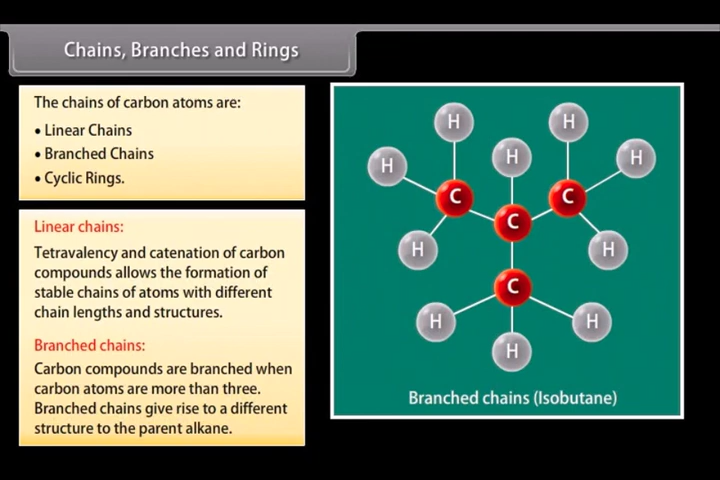 Chains, Branches and Rings
The chains of carbon atoms are:
• Linear Chains
• Branched Chains
• Cyclic Rings.
Linear chains:
Tetravalency and catenation of carbon
compounds allows the formation of
stable chains of atoms with different
chain lengths and structures.
Branched chains:
Carbon compounds are branched when
carbon atoms are more than three.
Branched chains give rise to a different
structure to the parent alkane.
H H
H H H
C C
C
H H
C
H H
H
Branched chains (Isobutane)